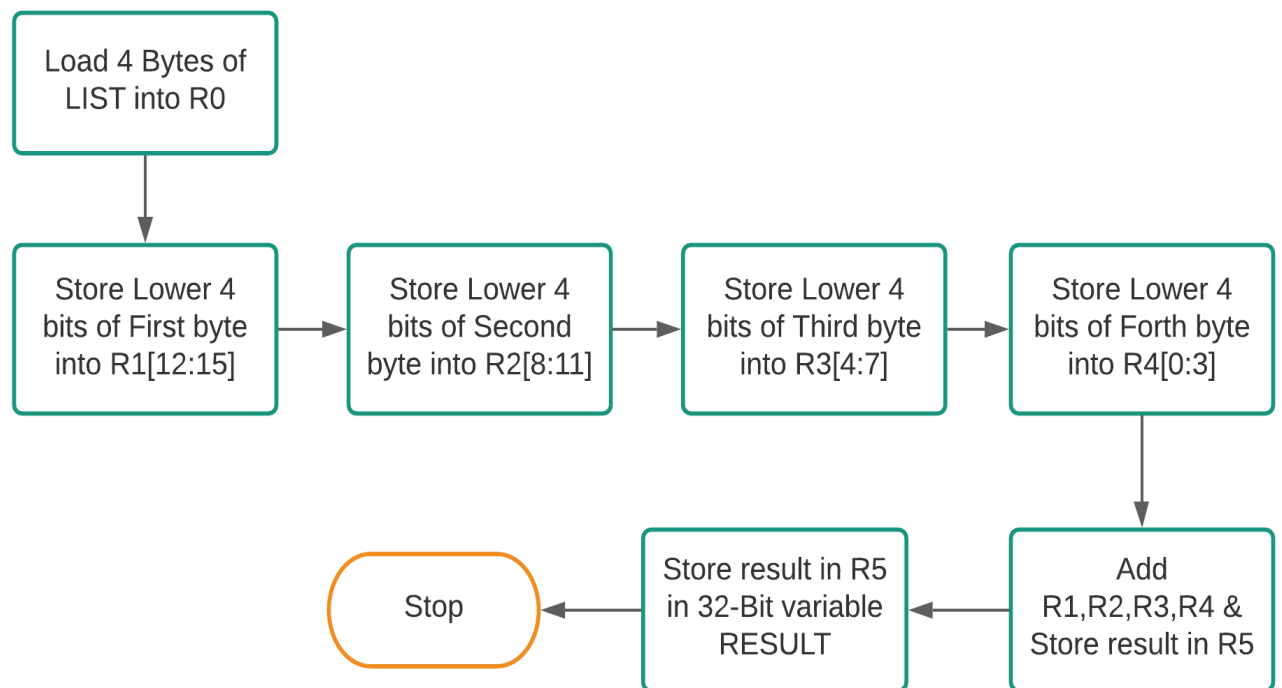 Load 4 Bytes of
LIST into R0
Store Lower 4
bits of First byte
into R1[12:15]
Store Lower 4
bits of Second
byte into R2[8:11]
Store Lower 4
bits of Third byte
into R3[4:7]
Store Lower 4
bits of Forth byte
into R4[0:3]
Add
R1,R2,R3,R4 &
Store result in R5
Store result in R5
in 32-Bit variable
RESULT
Stop